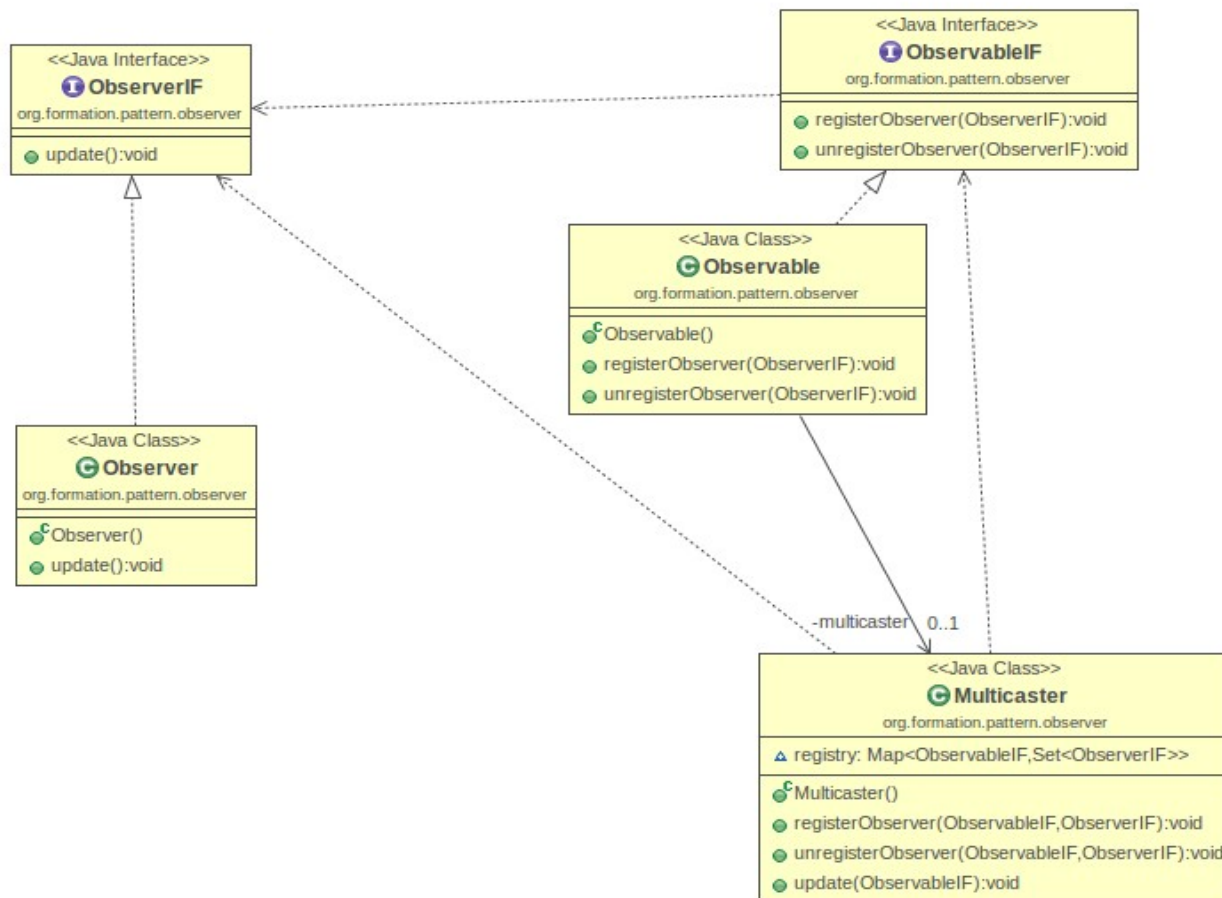 <<Java Interface>>
ObserverIF
org.formation.pattern.observer
update():void
<<Java Interface>>
ObservableIF
org.formation.pattern.observer
registerObserver(ObserverIF):void
unregisterObserver(ObserverIF):void
<<Java Class>>
Observable
org.formation.pattern.observer
Observable()
registerObserver(ObserverIF):void
unregisterObserver(ObserverIF):void
<<Java Class>>
Observer
org.formation.pattern.observer
Observer()
update():void
-multicaster 0..1
<<Java Class>>
Multicaster
org.formation.pattern.observer
registry: Map<ObservableIF,Set<ObserverIF>>
Multicaster()
registerObserver(ObservableIF,ObserverIF):void
unregisterObserver(ObservableIF,ObserverIF):void
update(ObservableIF):void